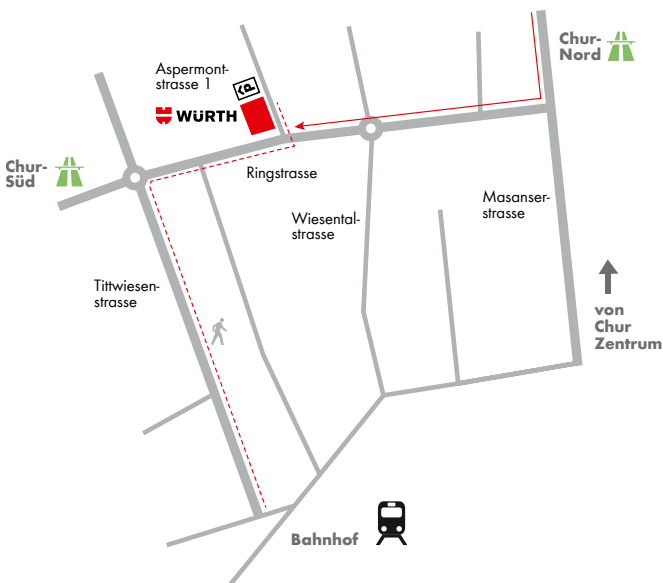 Chur-
Nord
Aspermont-
strasse 1
P
WÜRTH
Chur-
Süd
Ringstrasse
Masanser-
strasse
Wiesental-
strasse
Tittwiesen-
strasse
von
Chur
Zentrum
Bahnhof